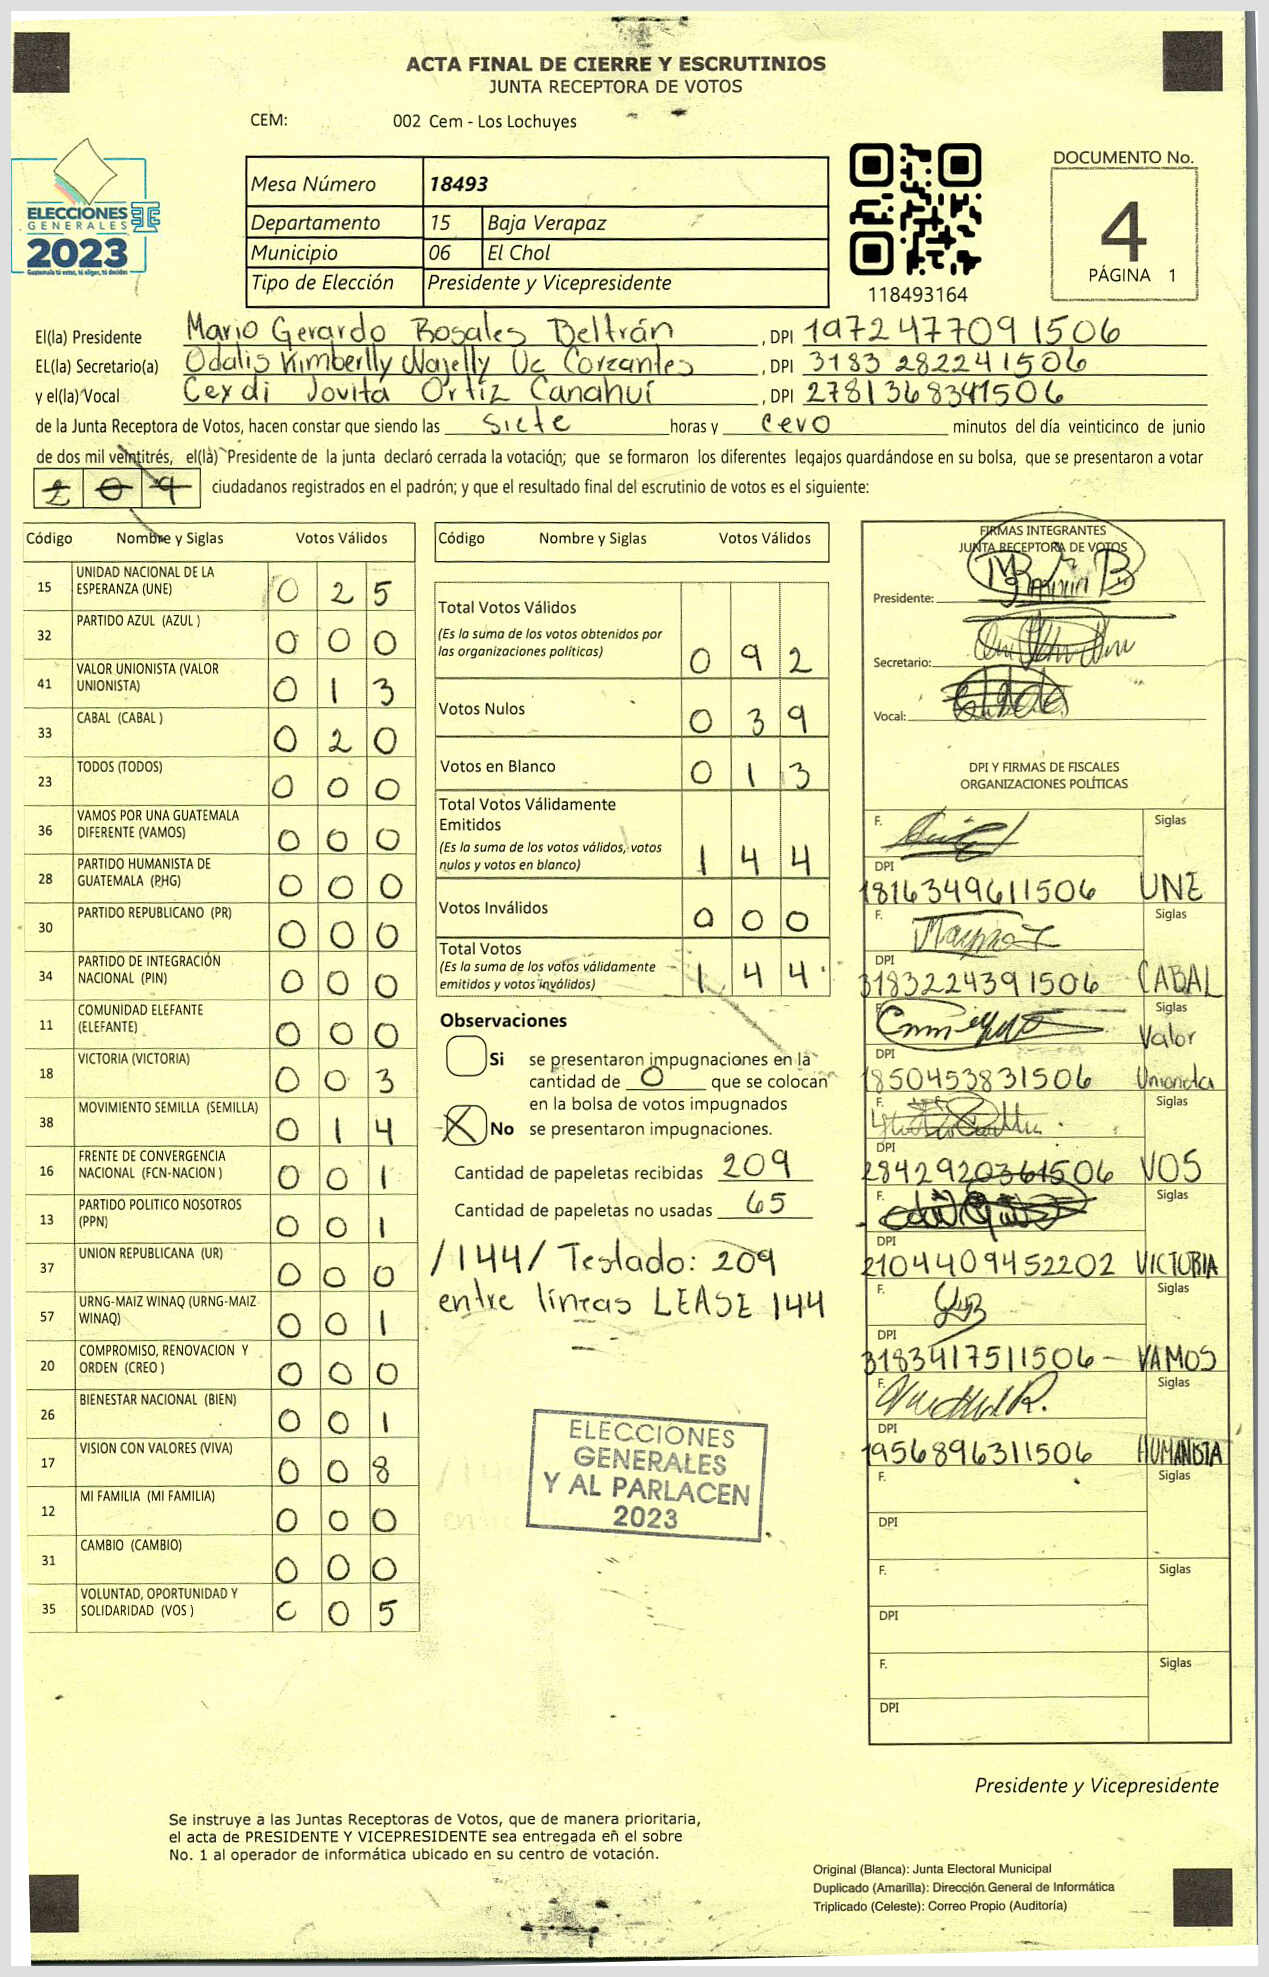 ACTA FINAL DE CIERRE Y ESCRUTINIOS
JUNTA RECEPTORA DE VOTOS
CEM: 002 Cem - Los Lochuyes
ELECCIONES
GENERALES
2023
Guatemala tú votas, tú eliges, tú decides
Mesa Número 18493
Departamento 15 Baja Verapaz
Municipio 06 El Chol
Tipo de Elección Presidente y Vicepresidente
118493164
DOCUMENTO No.
4
PÁGINA 1
El(la) Presidente Mario Gerardo Rosales Beltrán , DPI 1972477091506
EL(la) Secretario(a) Odalis Kimberlly Najelly Uc Corzantes , DPI 3183282241506
y el(la) Vocal Ceydi Jovita Ortíz Canahuí , DPI 2781368341506
de la Junta Receptora de Votos, hacen constar que siendo las siete horas y cero minutos del día veinticinco de junio
de dos mil veintitrés, el(la) Presidente de la junta declaró cerrada la votación; que se formaron los diferentes legajos guardándose en su bolsa, que se presentaron a votar
209 ciudadanos registrados en el padrón; y que el resultado final del escrutinio de votos es el siguiente:
Código Nombre y Siglas Votos Válidos
15 UNIDAD NACIONAL DE LA ESPERANZA (UNE) 0 2 5
32 PARTIDO AZUL (AZUL ) 0 0 0
41 VALOR UNIONISTA (VALOR UNIONISTA) 0 1 3
33 CABAL (CABAL ) 0 2 0
23 TODOS (TODOS) 0 0 0
36 VAMOS POR UNA GUATEMALA DIFERENTE (VAMOS) 0 0 0
28 PARTIDO HUMANISTA DE GUATEMALA (PHG) 0 0 0
30 PARTIDO REPUBLICANO (PR) 0 0 0
34 PARTIDO DE INTEGRACIÓN NACIONAL (PIN) 0 0 0
11 COMUNIDAD ELEFANTE (ELEFANTE) 0 0 0
18 VICTORIA (VICTORIA) 0 0 3
38 MOVIMIENTO SEMILLA (SEMILLA) 0 1 4
16 FRENTE DE CONVERGENCIA NACIONAL (FCN-NACION ) 0 0 1
13 PARTIDO POLITICO NOSOTROS (PPN) 0 0 1
37 UNION REPUBLICANA (UR) 0 0 0
57 URNG-MAIZ WINAQ (URNG-MAIZ WINAQ) 0 0 1
20 COMPROMISO, RENOVACION Y ORDEN (CREO ) 0 0 0
26 BIENESTAR NACIONAL (BIEN) 0 0 1
17 VISION CON VALORES (VIVA) 0 0 8
12 MI FAMILIA (MI FAMILIA) 0 0 0
31 CAMBIO (CAMBIO) 0 0 0
35 VOLUNTAD, OPORTUNIDAD Y SOLIDARIDAD (VOS ) 0 0 5
Código Nombre y Siglas Votos Válidos
Total Votos Válidos
(Es la suma de los votos obtenidos por
las organizaciones políticas) 0 9 2
Votos Nulos 0 3 9
Votos en Blanco 0 1 3
Total Votos Válidamente
Emitidos
(Es la suma de los votos válidos, votos
nulos y votos en blanco) 1 4 4
Votos Inválidos 0 0 0
Total Votos
(Es la suma de los votos válidamente
emitidos y votos inválidos) 1 4 4
Observaciones
Si se presentaron impugnaciones en la
cantidad de 0 que se colocan
en la bolsa de votos impugnados
X No se presentaron impugnaciones.
Cantidad de papeletas recibidas 209
Cantidad de papeletas no usadas 65
/144/ Testado: 209
entre líneas LEASE 144
ELECCIONES
GENERALES
Y AL PARLACEN
2023
FIRMAS INTEGRANTES
JUNTA RECEPTORA DE VOTOS
Presidente:
Secretario:
Vocal:
DPI Y FIRMAS DE FISCALES
ORGANIZACIONES POLÍTICAS
F. Siglas
DPI
1816349611506 UNE
F. Siglas
DPI
3183224391506 CABAL
F. Siglas
Valor
DPI
1850453831506 Unionista
F. Siglas
DPI
2842920361506 VOS
F. Siglas
DPI
2104409452202 VICTORIA
F. Siglas
DPI
3183417511506 - VAMOS
F. Siglas
DPI
1956896311506 HUMANISTA
F. Siglas
DPI
F. Siglas
DPI
F. Siglas
DPI
Presidente y Vicepresidente
Se instruye a las Juntas Receptoras de Votos, que de manera prioritaria,
el acta de PRESIDENTE Y VICEPRESIDENTE sea entregada en el sobre
No. 1 al operador de informática ubicado en su centro de votación.
Original (Blanca): Junta Electoral Municipal
Duplicado (Amarilla): Dirección General de Informática
Triplicado (Celeste): Correo Propio (Auditoría)